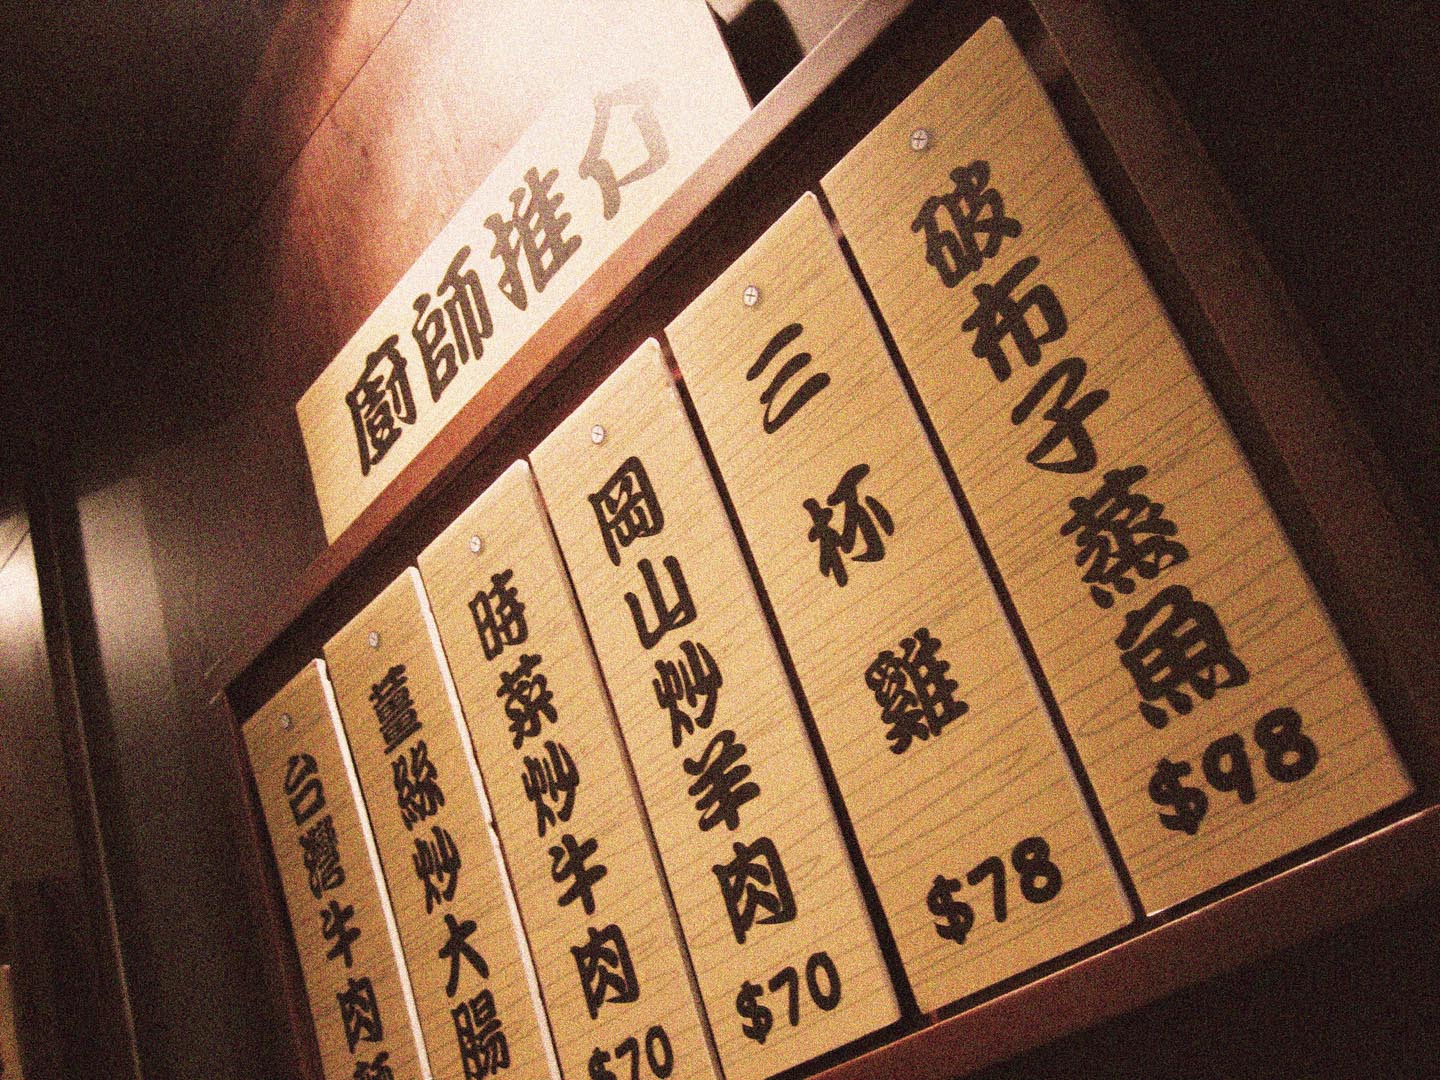 廚師推介
破布子蒸魚 $98
三杯雞 $78
岡山炒羊肉 $70
時菜炒牛肉 $70
薑絲炒大腸
台灣牛肉